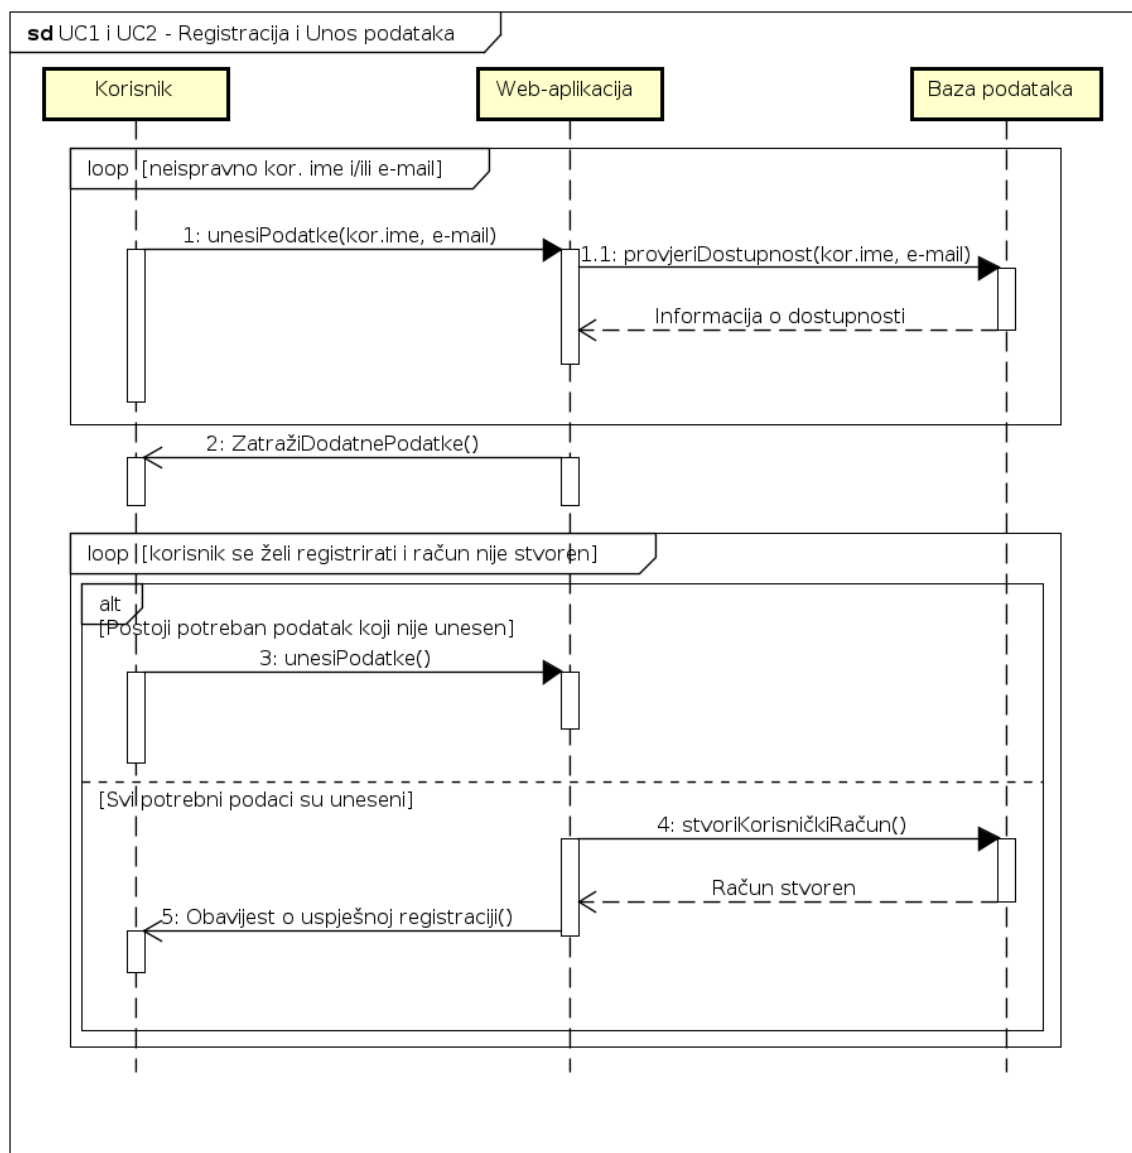 sd UC1 i UC2 - Registracija i Unos podataka
Korisnik
Web-aplikacija
Baza podataka
loop [neispravno kor. ime i/ili e-mail]
1: unesiPodatke(kor.ime, e-mail)
1.1: provjeriDostupnost(kor.ime, e-mail)
Informacija o dostupnosti
2: ZatražiDodatnePodatke()
loop [korisnik se želi registrirati i račun nije stvoren]
alt
[Postoji potreban podatak koji nije unesen]
3: unesiPodatke()
[Svi potrebni podaci su uneseni]
4: stvoriKorisničkiRačun()
Račun stvoren
5: Obavijest o uspješnoj registraciji()